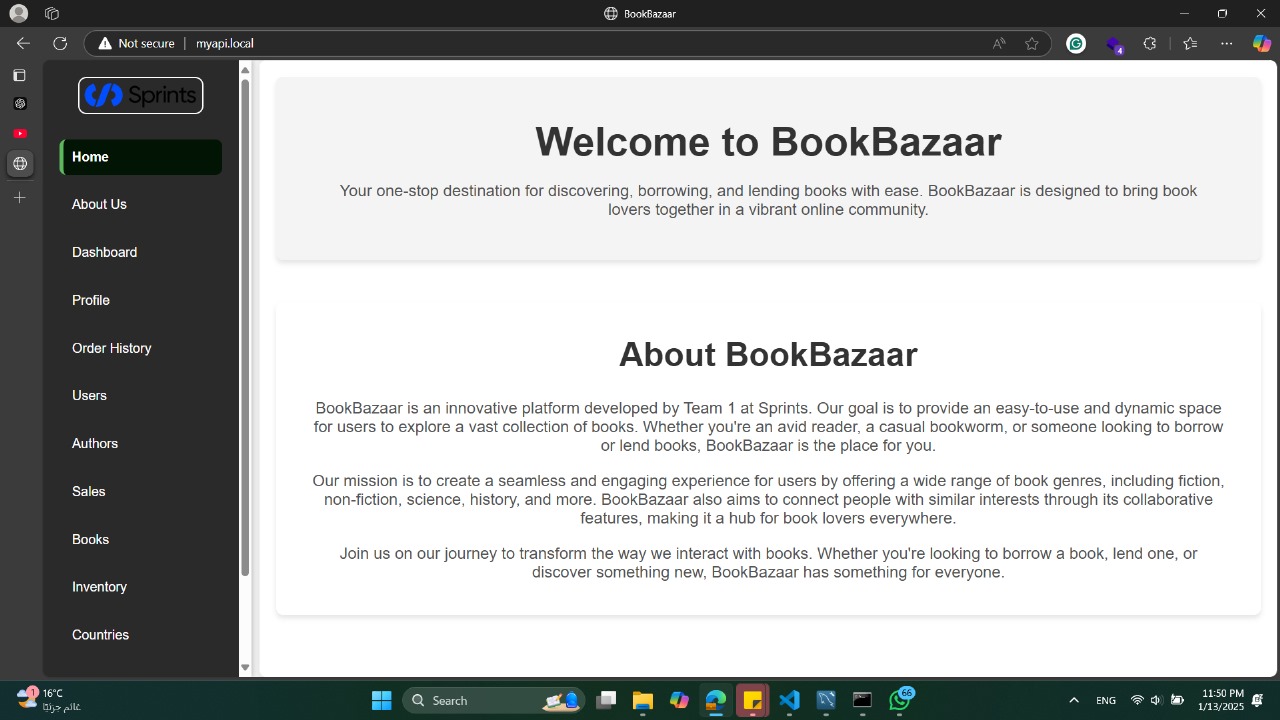 BookBazaar
Not secure
myapi.local
4
Sprints
Home
About Us
Dashboard
Profile
Order History
Users
Authors
Sales
Books
Inventory
Countries
Welcome to BookBazaar
Your one-stop destination for discovering, borrowing, and lending books with ease. BookBazaar is designed to bring book
lovers together in a vibrant online community.
About BookBazaar
BookBazaar is an innovative platform developed by Team 1 at Sprints. Our goal is to provide an easy-to-use and dynamic space
for users to explore a vast collection of books. Whether you're an avid reader, a casual bookworm, or someone looking to borrow
or lend books, BookBazaar is the place for you.
Our mission is to create a seamless and engaging experience for users by offering a wide range of book genres, including fiction,
non-fiction, science, history, and more. BookBazaar also aims to connect people with similar interests through its collaborative
features, making it a hub for book lovers everywhere.
Join us on our journey to transform the way we interact with books. Whether you're looking to borrow a book, lend one, or
discover something new, BookBazaar has something for everyone.
1
16°C
غائم جزئيًا
Search
66
ENG
11:50 PM
1/13/2025